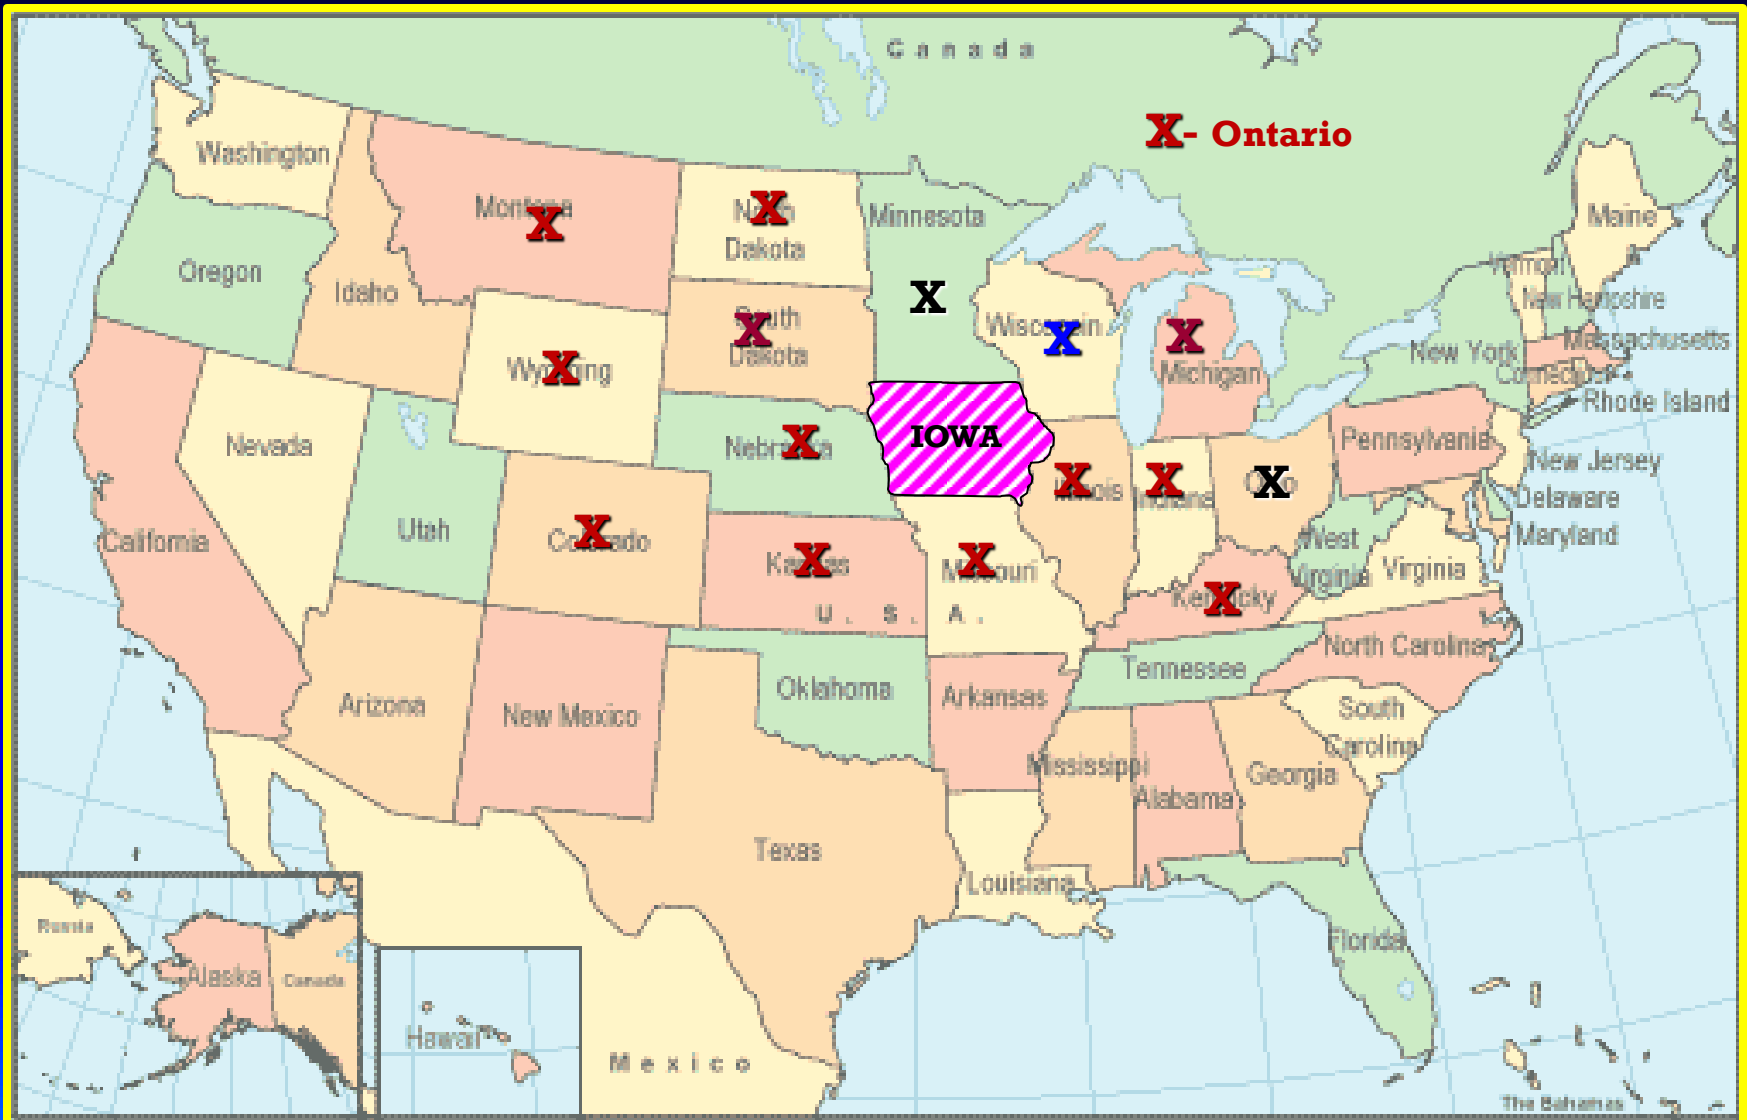 Canada
X- Ontario
Washington
Montana
X
North
X
Dakota
Minnesota
Maine
Oregon
Idaho
Vermont
New Hampshire
X
South
X
Dakota
Wisconsin
X
X
Michigan
New York
Massachusetts
Connecticut
Rhode Island
Wyoming
X
Nevada
Nebraska
X
IOWA
Illinois
X
Indiana
X
Ohio
X
Pennsylvania
New Jersey
Delaware
Maryland
California
Utah
Colorado
X
Kansas
X
Missouri
X
West
Virginia
Virginia
Kentucky
X
U. S. A.
North Carolina
Tennessee
Arizona
New Mexico
Oklahoma
Arkansas
South
Carolina
Mississippi
Alabama
Georgia
Texas
Louisiana
Florida
Russia
Alaska
Canada
Hawaii
Mexico
The Bahamas